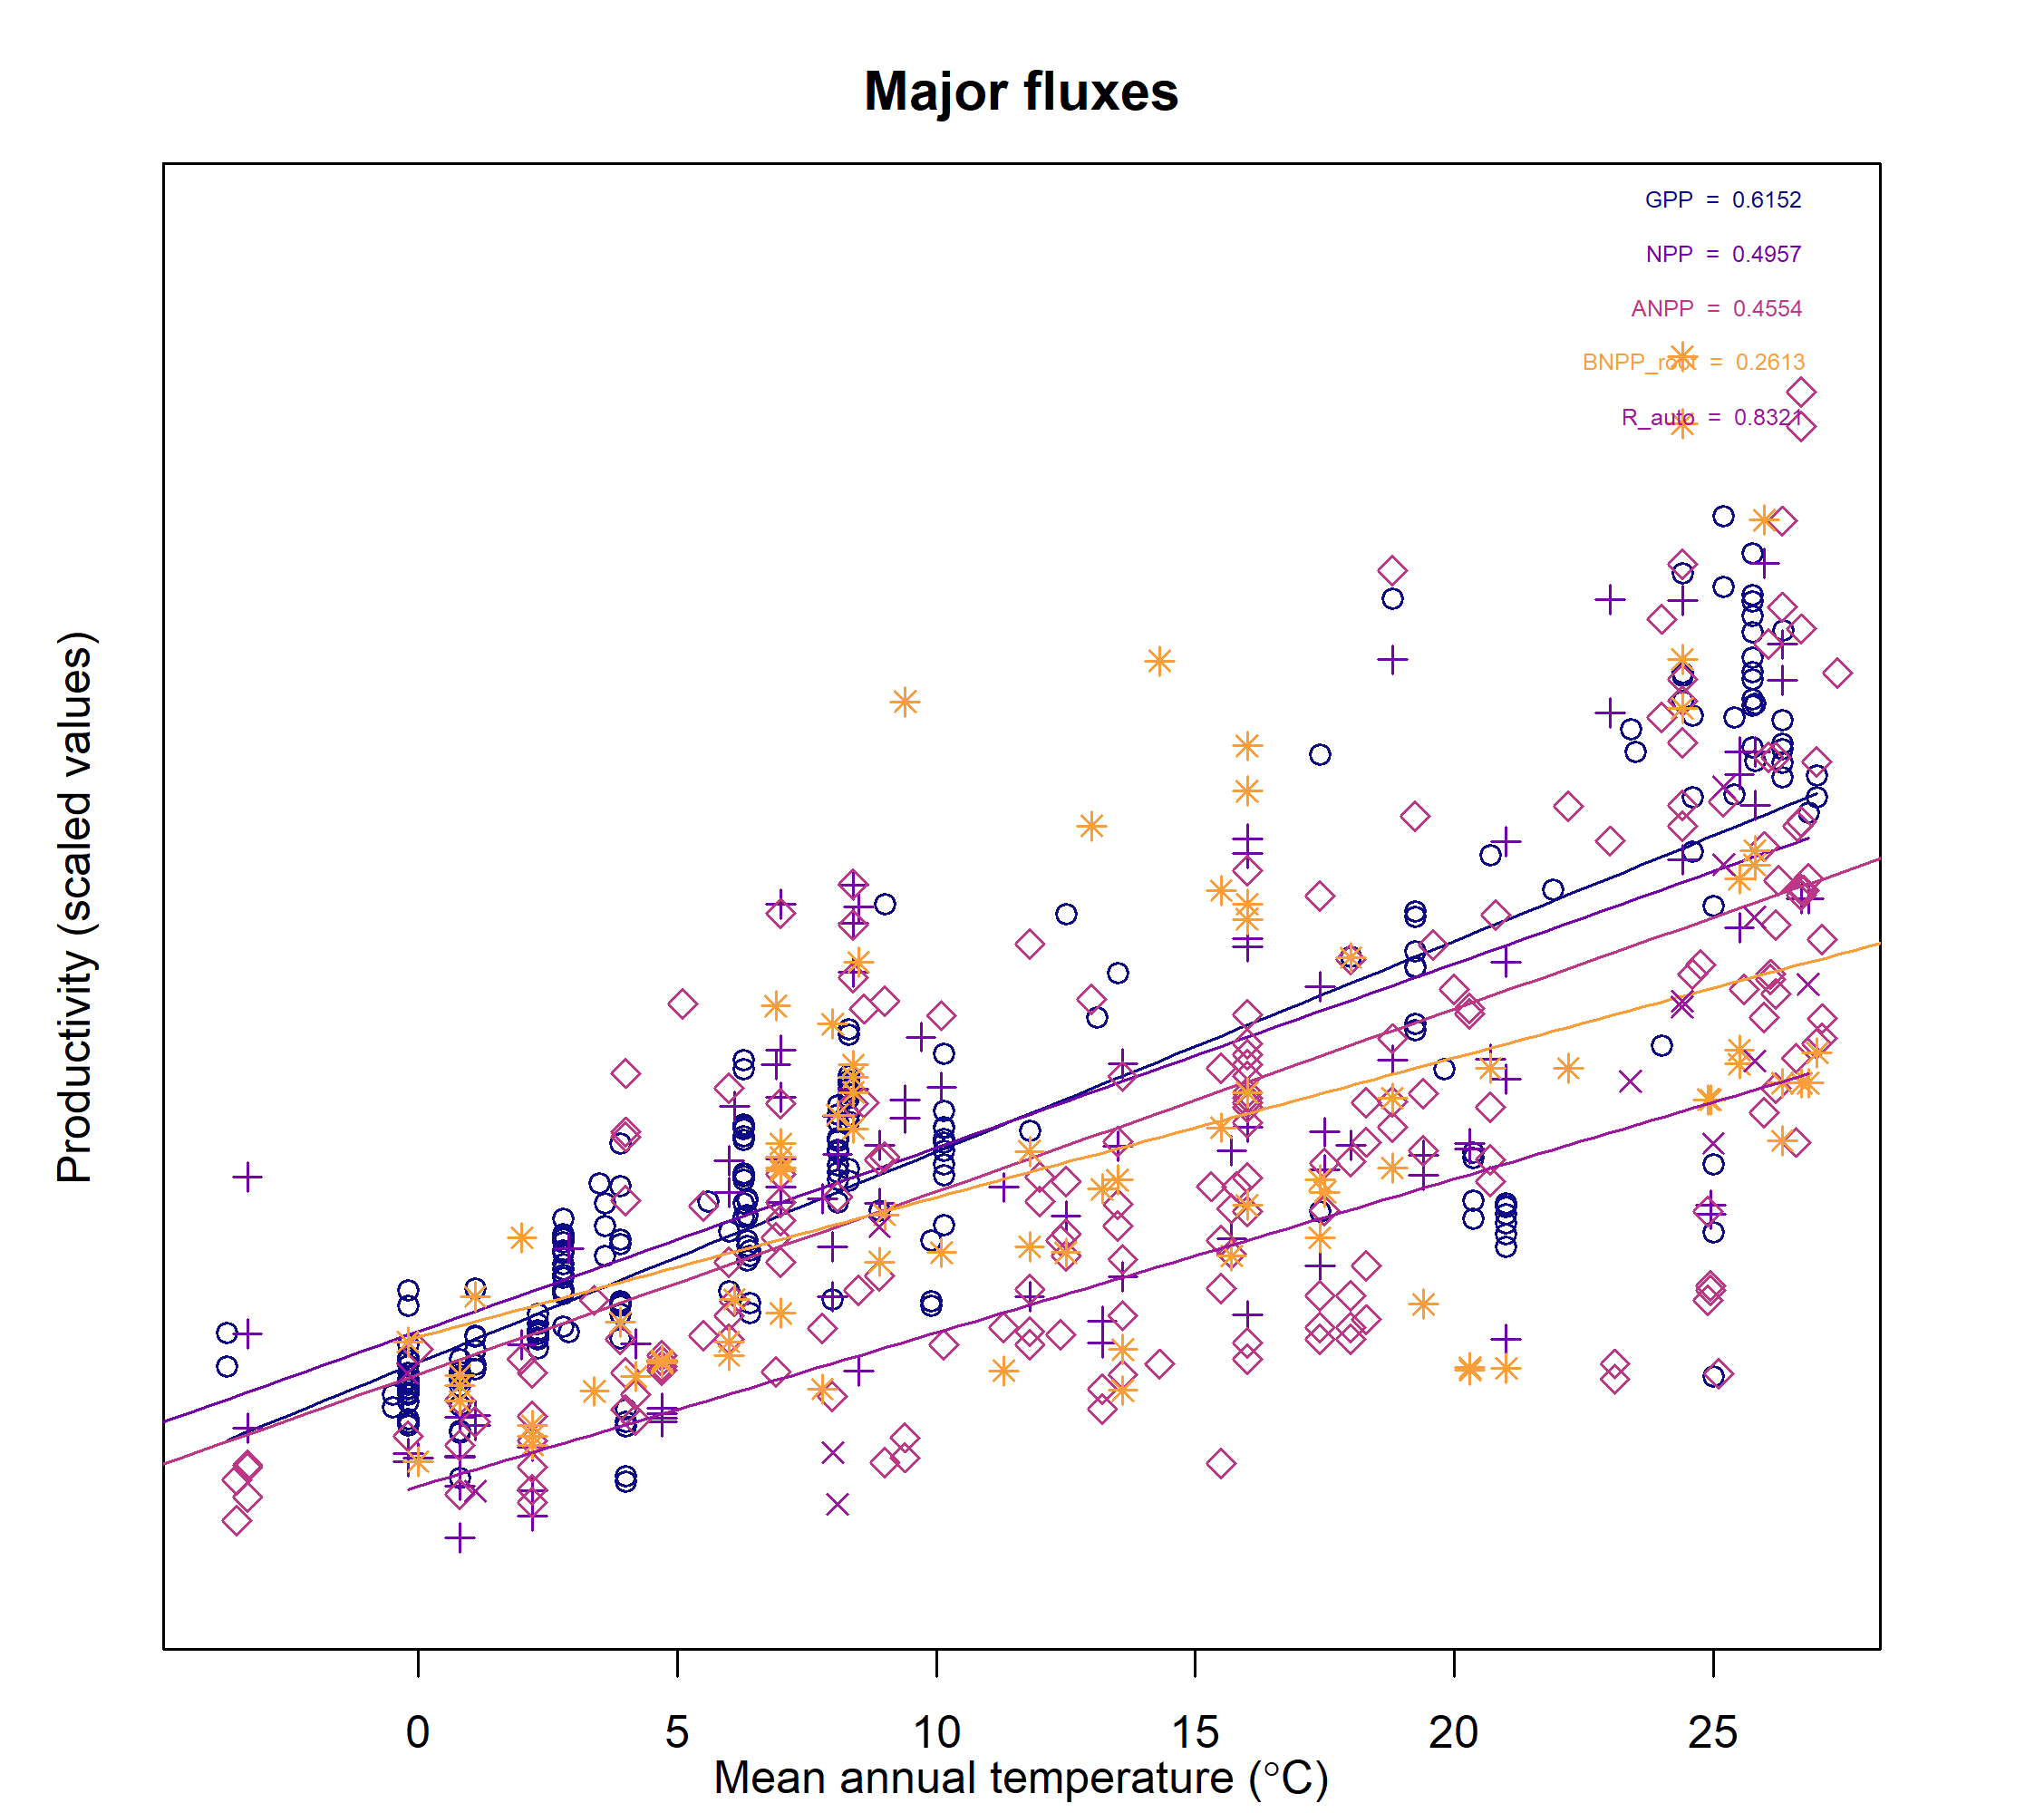 Major fluxes
GPP = 0.6152
NPP = 0.4957
ANPP = 0.4554
BNPP_root = 0.2613
R_auto = 0.8321
Productivity (scaled values)
0 5 10 15 20 25
Mean annual temperature (°C)